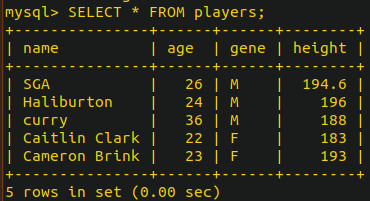 mysql> SELECT * FROM players;
+---------------+------+------+--------+
| name          | age  | gene | height |
+---------------+------+------+--------+
| SGA           |   26 | M    |  194.6 |
| Haliburton    |   24 | M    |    196 |
| curry         |   36 | M    |    188 |
| Caitlin Clark |   22 | F    |    183 |
| Cameron Brink |   23 | F    |    193 |
+---------------+------+------+--------+
5 rows in set (0.00 sec)